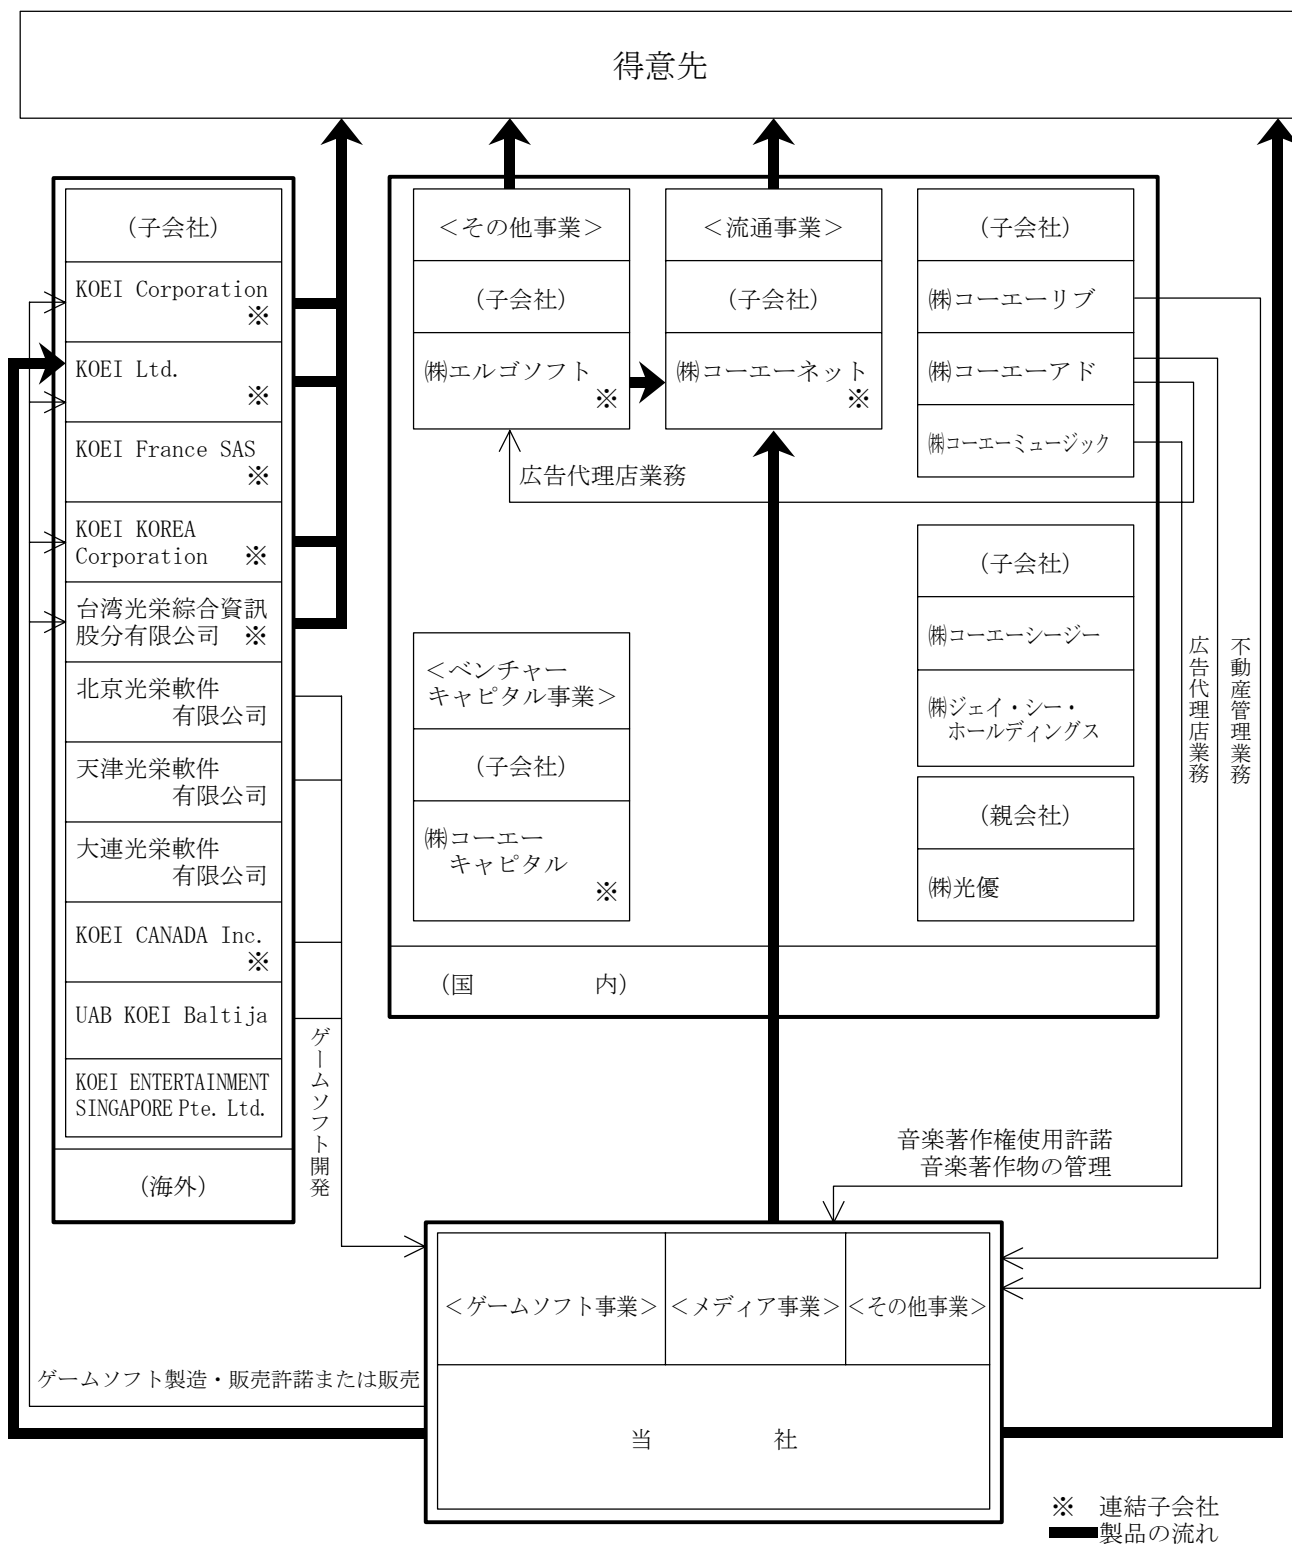 得意先
(子会社)
KOEI Corporation
※
KOEI Ltd.
※
KOEI France SAS
※
KOEI KOREA
Corporation ※
台湾光栄綜合資訊
股分有限公司 ※
北京光栄軟件
有限公司
天津光栄軟件
有限公司
大連光栄軟件
有限公司
KOEI CANADA Inc.
※
UAB KOEI Baltija
KOEI ENTERTAINMENT
SINGAPORE Pte. Ltd.
(海外)
<その他事業>
(子会社)
㈱エルゴソフト
※
<流通事業>
(子会社)
㈱コーエーネット
※
(子会社)
㈱コーエーリブ
㈱コーエーアド
㈱コーエーミュージック
広告代理店業務
(子会社)
㈱コーエーシージー
㈱ジェイ・シー・
ホールディングス
(親会社)
㈱光優
<ベンチャー
キャピタル事業>
(子会社)
㈱コーエー
キャピタル
※
(国 内)
広告代理店業務
不動産管理業務
ゲームソフト開発
音楽著作権使用許諾
音楽著作物の管理
<ゲームソフト事業>
<メディア事業>
<その他事業>
ゲームソフト製造・販売許諾または販売
当 社
※ 連結子会社
製品の流れ